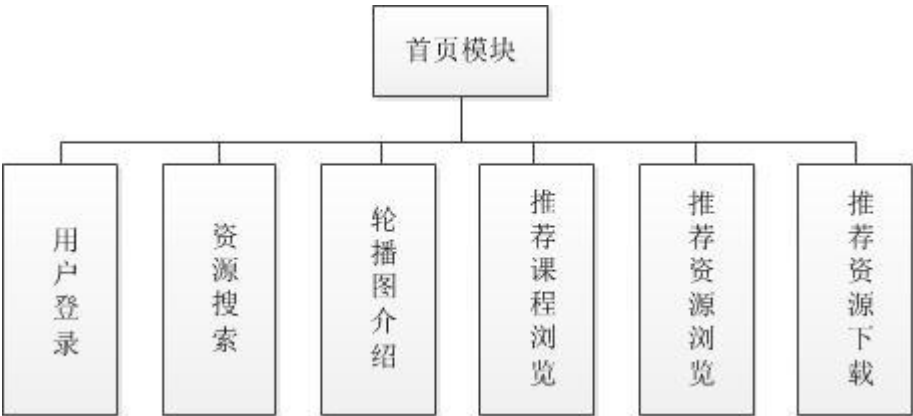 首页模块
用户登录
资源搜索
轮播图介绍
推荐课程浏览
推荐资源浏览
推荐资源下载